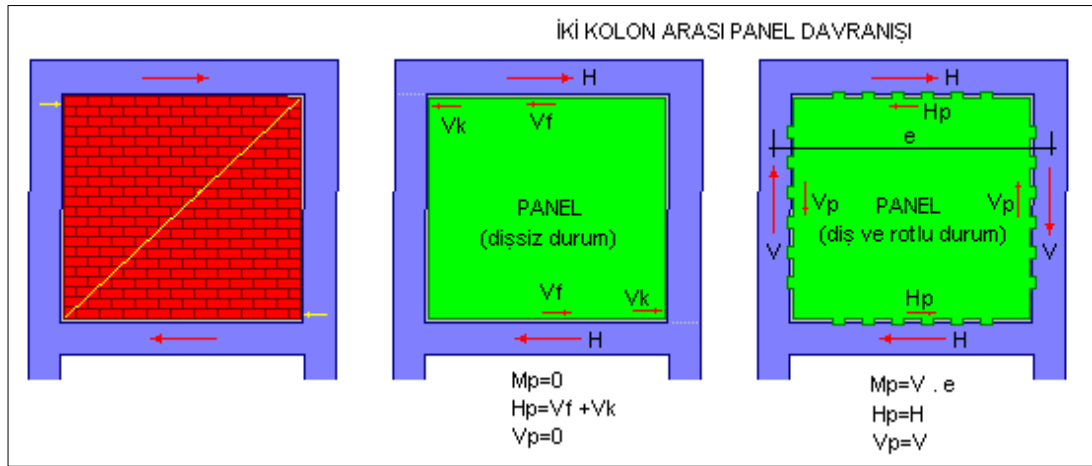 İKİ KOLON ARASI PANEL DAVRANIŞI
H
Vk
Vf
PANEL
(dişsiz durum)
Vf
Vk
H
Mp=0
Hp=Vf +Vk
Vp=0
H
Hp
e
Vp
PANEL
Vp
(diş ve rotlu durum)
V
V
Hp
H
Mp=V . e
Hp=H
Vp=V